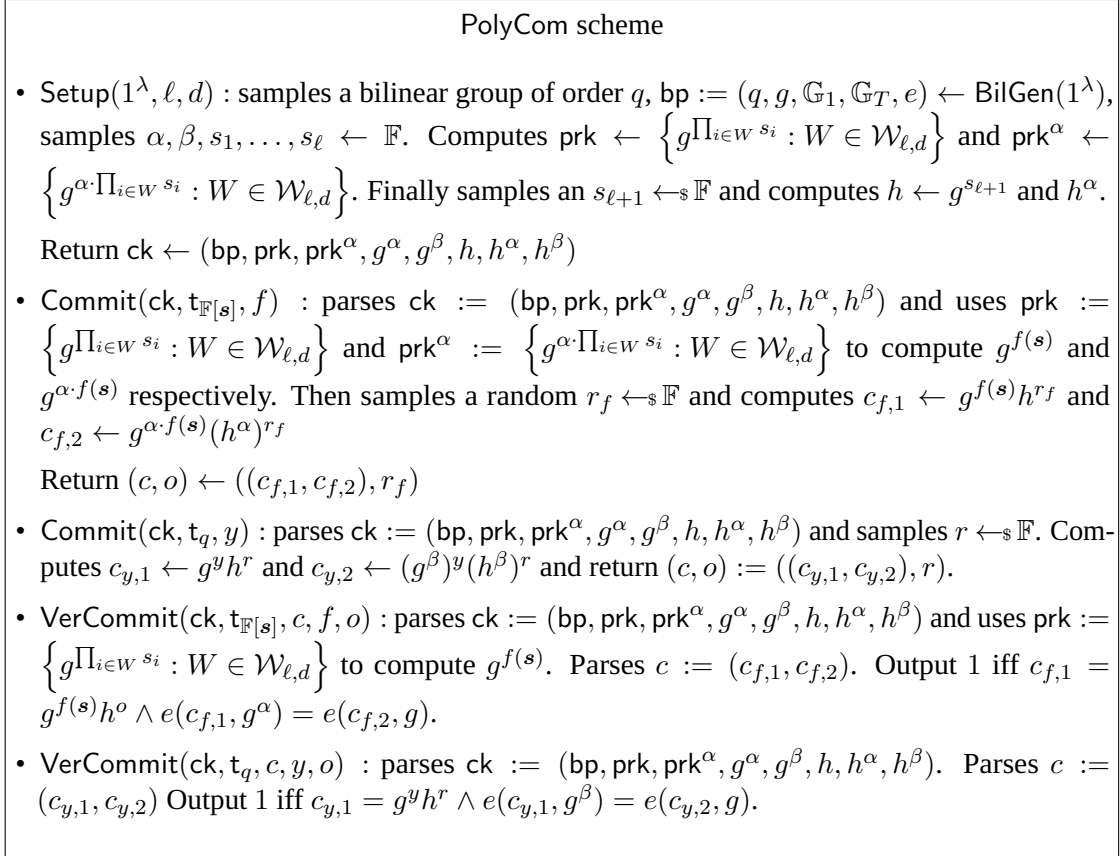 PolyCom scheme
• Setup(1^λ, ℓ, d) : samples a bilinear group of order q, bp := (q, g, 𝔾_1, 𝔾_T, e) ← BilGen(1^λ),
samples α, β, s_1, . . . , s_ℓ ← 𝔽. Computes prk ← {g^{∏_{i∈W} s_i} : W ∈ 𝒲_{ℓ,d}} and prk^α ←
{g^{α·∏_{i∈W} s_i} : W ∈ 𝒲_{ℓ,d}}. Finally samples an s_{ℓ+1} ←$ 𝔽 and computes h ← g^{s_{ℓ+1}} and h^α.
Return ck ← (bp, prk, prk^α, g^α, g^β, h, h^α, h^β)
• Commit(ck, t_{𝔽[s]}, f) : parses ck := (bp, prk, prk^α, g^α, g^β, h, h^α, h^β) and uses prk :=
{g^{∏_{i∈W} s_i} : W ∈ 𝒲_{ℓ,d}} and prk^α := {g^{α·∏_{i∈W} s_i} : W ∈ 𝒲_{ℓ,d}} to compute g^{f(s)} and
g^{α·f(s)} respectively. Then samples a random r_f ←$ 𝔽 and computes c_{f,1} ← g^{f(s)}h^{r_f} and
c_{f,2} ← g^{α·f(s)}(h^α)^{r_f}
Return (c, o) ← ((c_{f,1}, c_{f,2}), r_f)
• Commit(ck, t_q, y) : parses ck := (bp, prk, prk^α, g^α, g^β, h, h^α, h^β) and samples r ←$ 𝔽. Com-
putes c_{y,1} ← g^y h^r and c_{y,2} ← (g^β)^y(h^β)^r and return (c, o) := ((c_{y,1}, c_{y,2}), r).
• VerCommit(ck, t_{𝔽[s]}, c, f, o) : parses ck := (bp, prk, prk^α, g^α, g^β, h, h^α, h^β) and uses prk :=
{g^{∏_{i∈W} s_i} : W ∈ 𝒲_{ℓ,d}} to compute g^{f(s)}. Parses c := (c_{f,1}, c_{f,2}). Output 1 iff c_{f,1} =
g^{f(s)}h^o ∧ e(c_{f,1}, g^α) = e(c_{f,2}, g).
• VerCommit(ck, t_q, c, y, o) : parses ck := (bp, prk, prk^α, g^α, g^β, h, h^α, h^β). Parses c :=
(c_{y,1}, c_{y,2}) Output 1 iff c_{y,1} = g^y h^r ∧ e(c_{y,1}, g^β) = e(c_{y,2}, g).